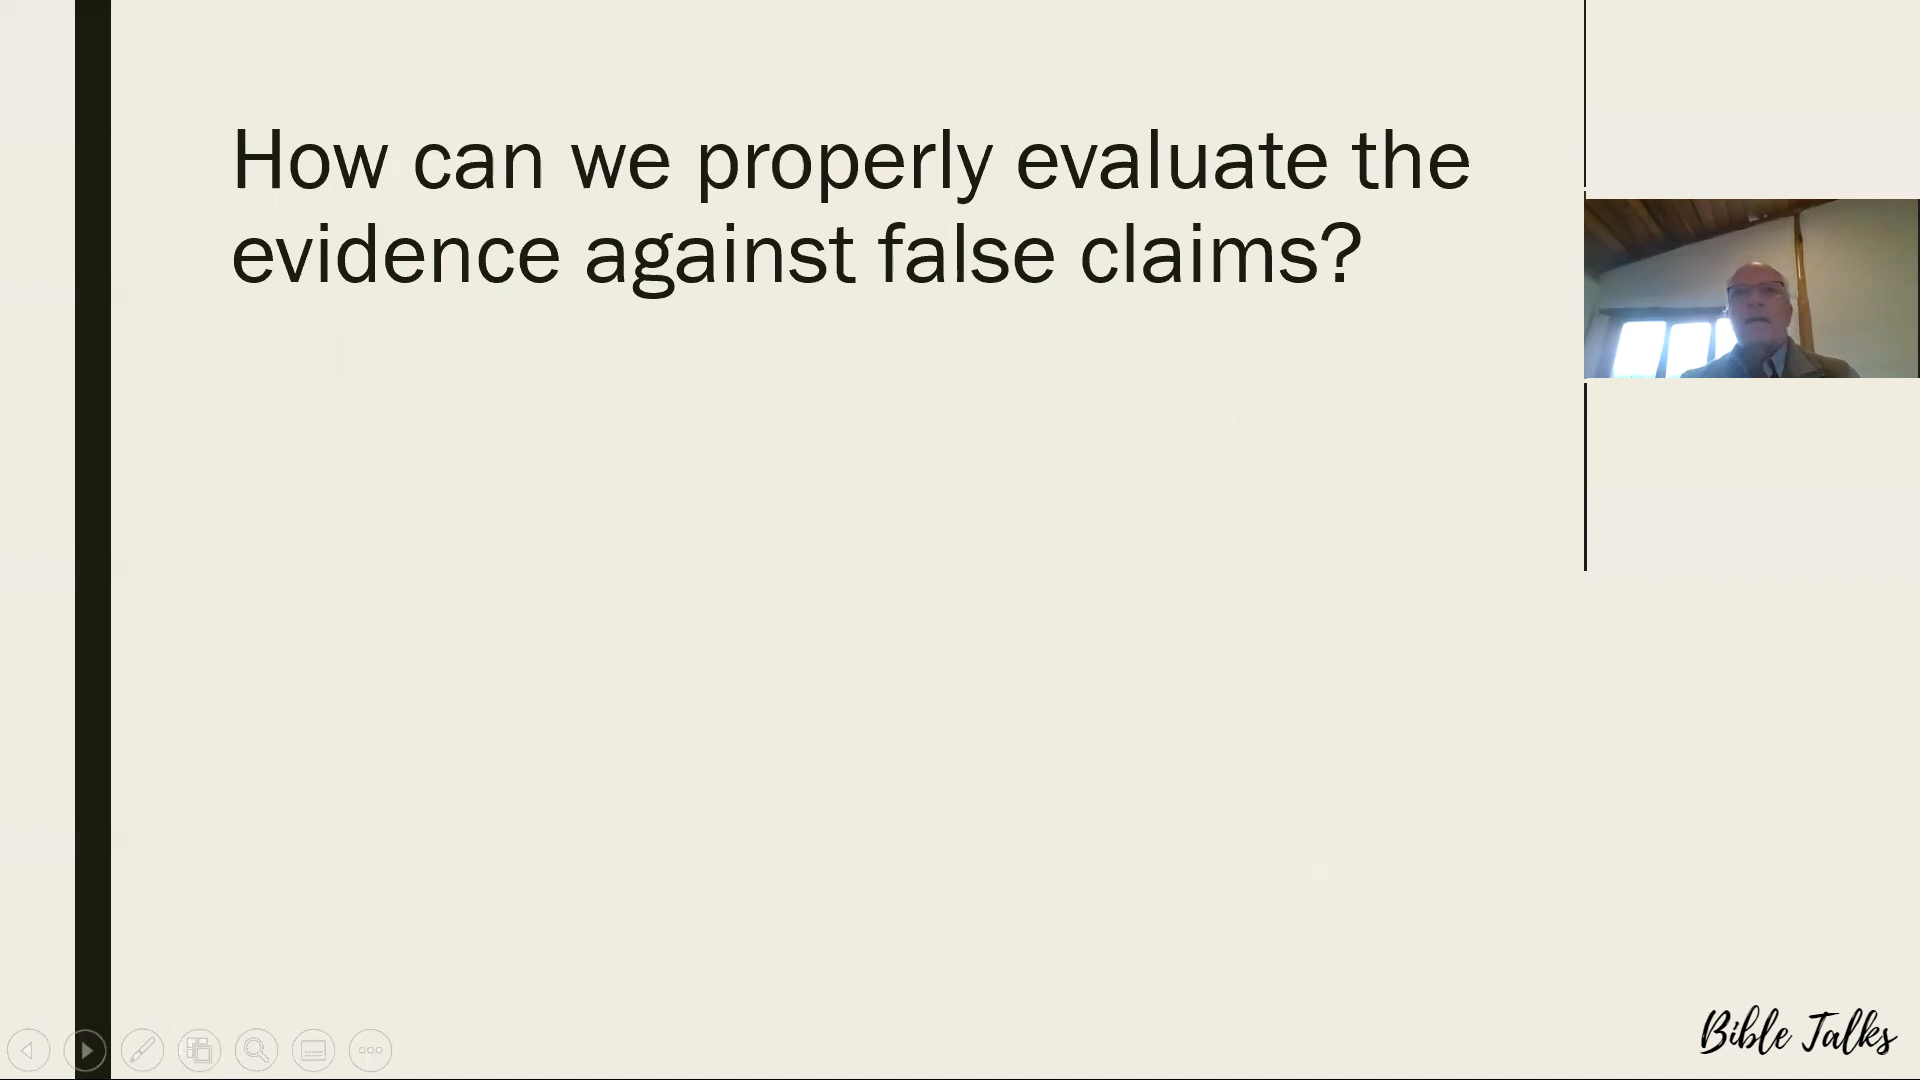 How can we properly evaluate the
evidence against false claims?
Bible Talks